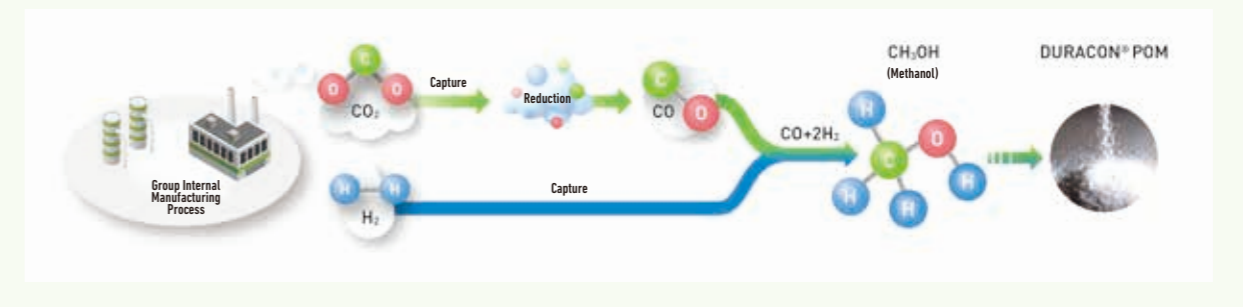 Group Internal
Manufacturing
Process
O
C
O
CO₂
Capture
Reduction
C
O
CO
H
H
H₂
Capture
CO+2H₂
CH₃OH
(Methanol)
H
C
O
H
H
H
DURACON® POM